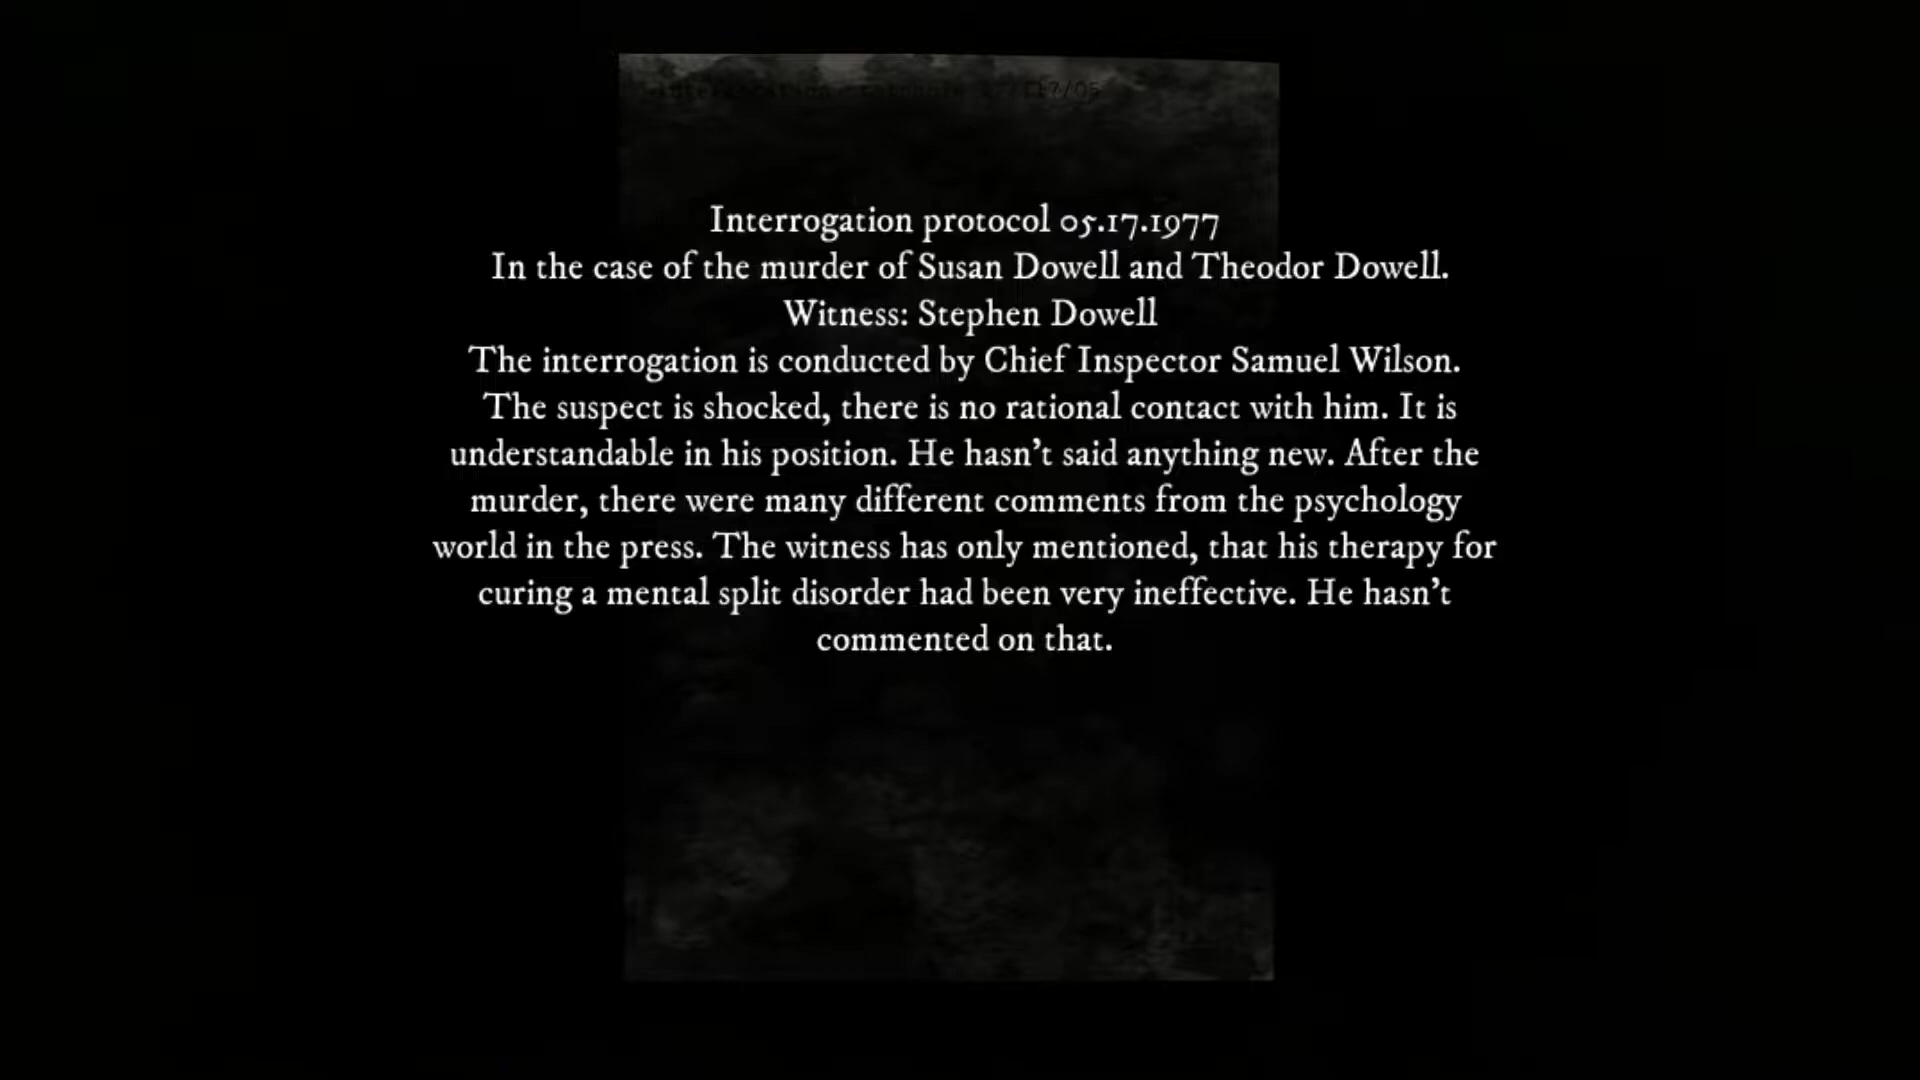 Interrogation protocol 05.17.1977
In the case of the murder of Susan Dowell and Theodor Dowell.
Witness: Stephen Dowell
The interrogation is conducted by Chief Inspector Samuel Wilson.
The suspect is shocked, there is no rational contact with him. It is
understandable in his position. He hasn't said anything new. After the
murder, there were many different comments from the psychology
world in the press. The witness has only mentioned, that his therapy for
curing a mental split disorder had been very ineffective. He hasn't
commented on that.